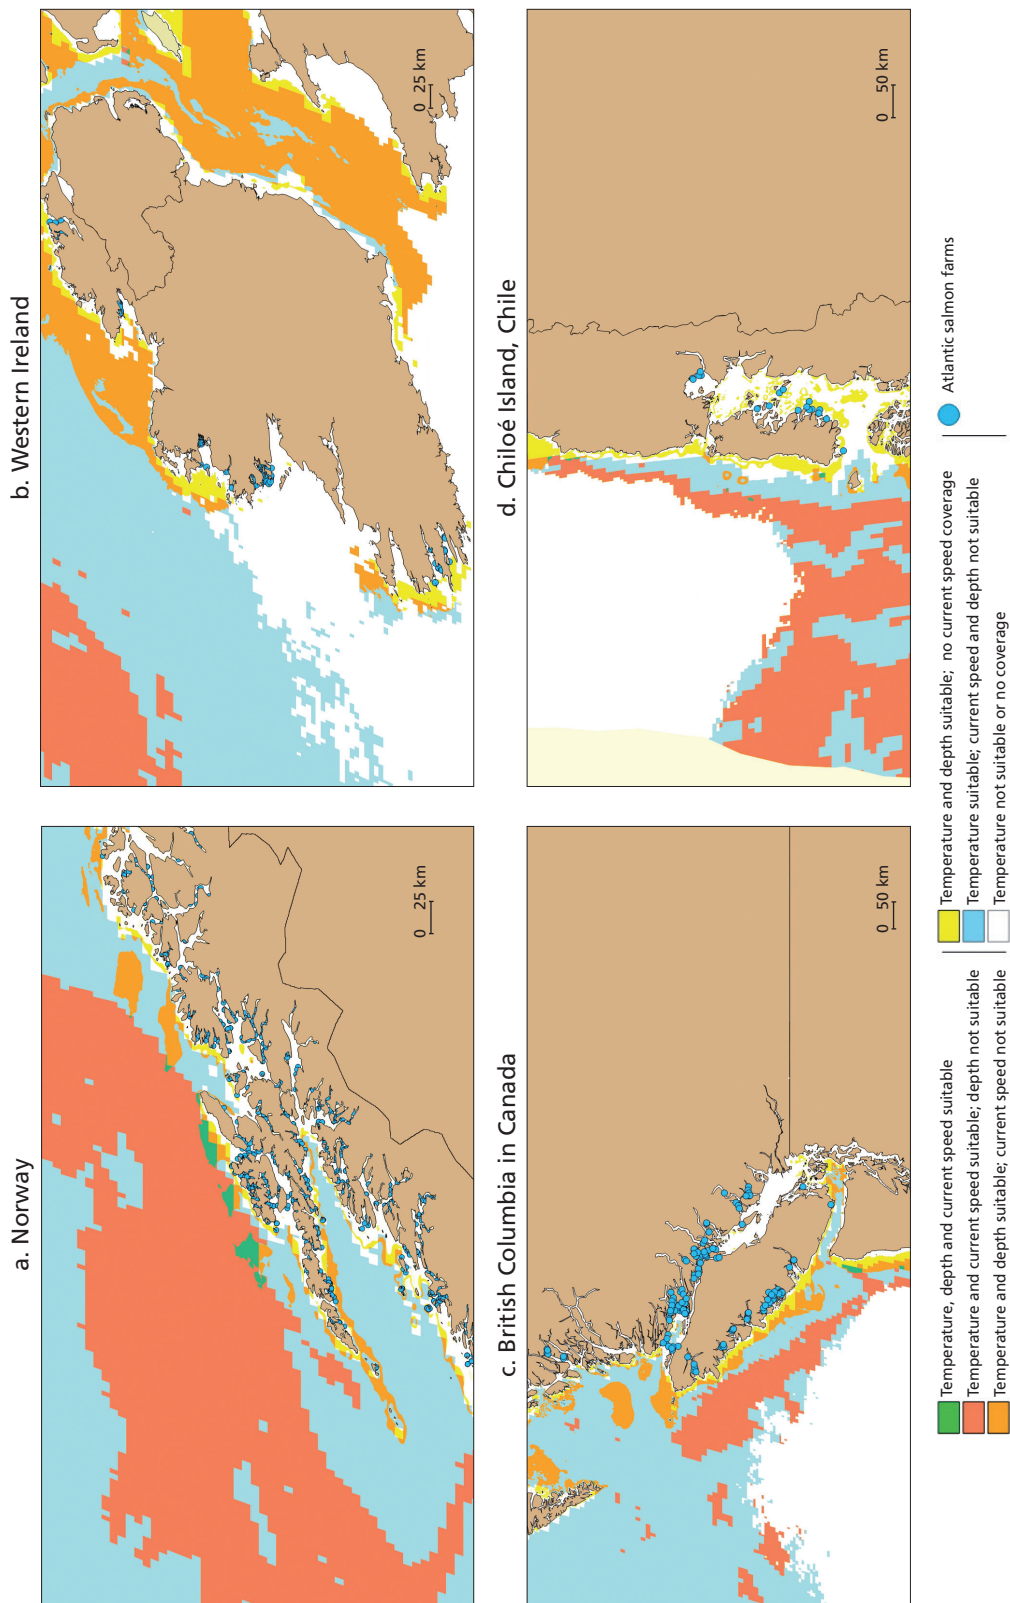 a. Norway
0 25 km
b. Western Ireland
0 25 km
c. British Columbia in Canada
0 50 km
d. Chiloé Island, Chile
0 50 km
Temperature, depth and current speed suitable
Temperature and current speed suitable; depth not suitable
Temperature and depth suitable; current speed not suitable
Temperature and depth suitable; no current speed coverage
Temperature suitable; current speed and depth not suitable
Temperature not suitable or no coverage
Atlantic salmon farms